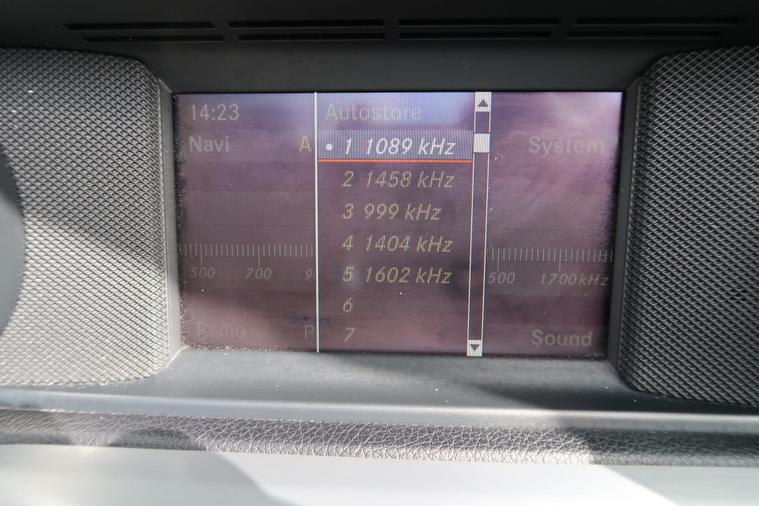 14:23 Autostore
Navi A 1 1089 kHz System
2 1458 kHz
3 999 kHz
4 1404 kHz
500 700 9 5 1602 kHz 500 1700 kHz
6
Radio P 7 Sound